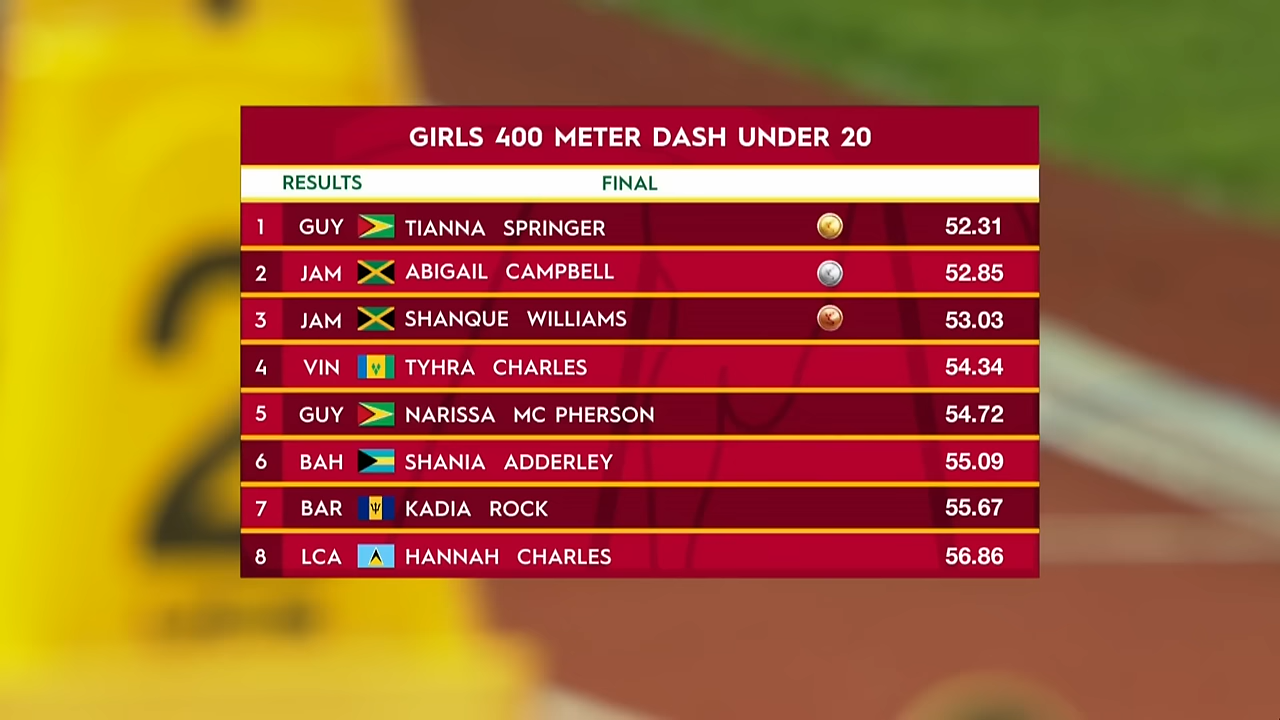 GIRLS 400 METER DASH UNDER 20
RESULTS FINAL
1 GUY TIANNA SPRINGER 52.31
2 JAM ABIGAIL CAMPBELL 52.85
3 JAM SHANQUE WILLIAMS 53.03
4 VIN TYHRA CHARLES 54.34
5 GUY NARISSA MC PHERSON 54.72
6 BAH SHANIA ADDERLEY 55.09
7 BAR KADIA ROCK 55.67
8 LCA HANNAH CHARLES 56.86
2